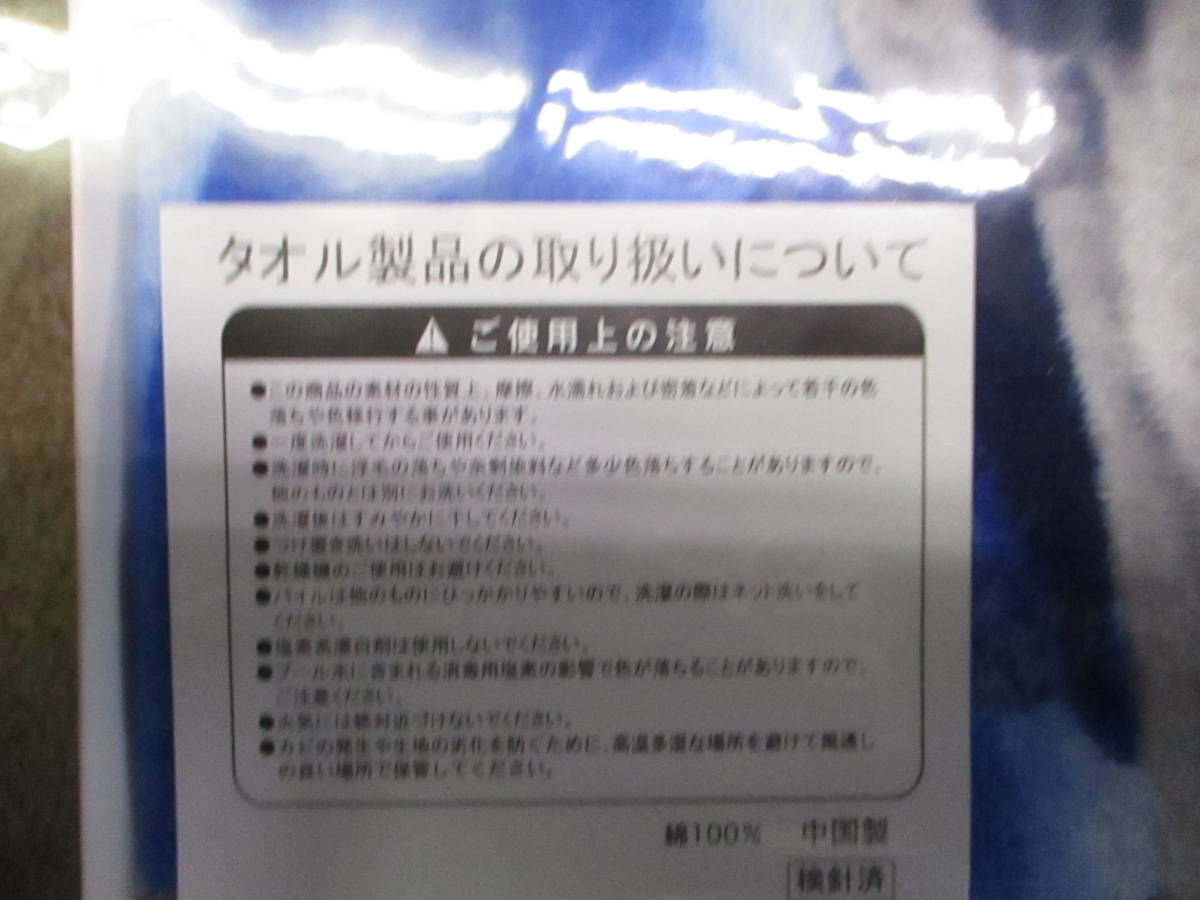 タオル製品の取り扱いについて
⚠ ご使用上の注意
●この商品の素材の性質上、摩擦、水濡れおよび密着などによって若干の色
落ちや色移行する事があります。
●一度洗濯してからご使用ください。
●洗濯時に浮毛の落ちや余剰染料など多少色落ちすることがありますので、
他のものとは別にお洗いください。
●洗濯後はすみやかに干してください。
●つけ置き洗いはしないでください。
●乾燥機のご使用はお避けください。
●パイルは他のものにひっかかりやすいので、洗濯の際はネット洗いをして
ください。
●塩素系漂白剤は使用しないでください。
●プール水に含まれる消毒用塩素の影響で色が落ちることがありますので、
ご注意ください。
●火気には絶対近づけないでください。
●カビの発生や生地の劣化を防ぐために、高温多湿な場所を避けて風通し
の良い場所で保管してください。
綿100% 中国製
検針済